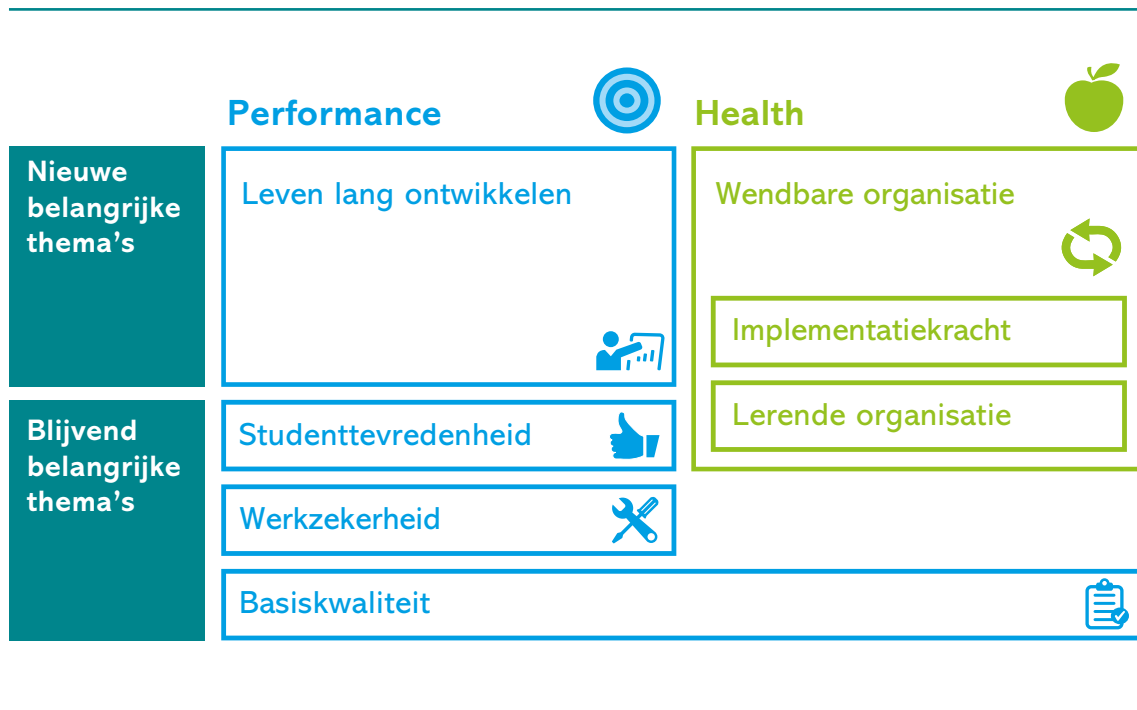 Performance
Health
Nieuwe
belangrijke
thema's
Leven lang ontwikkelen
Wendbare organisatie
Implementatiekracht
Lerende organisatie
Blijvend
belangrijke
thema's
Studenttevredenheid
Werkzekerheid
Basiskwaliteit